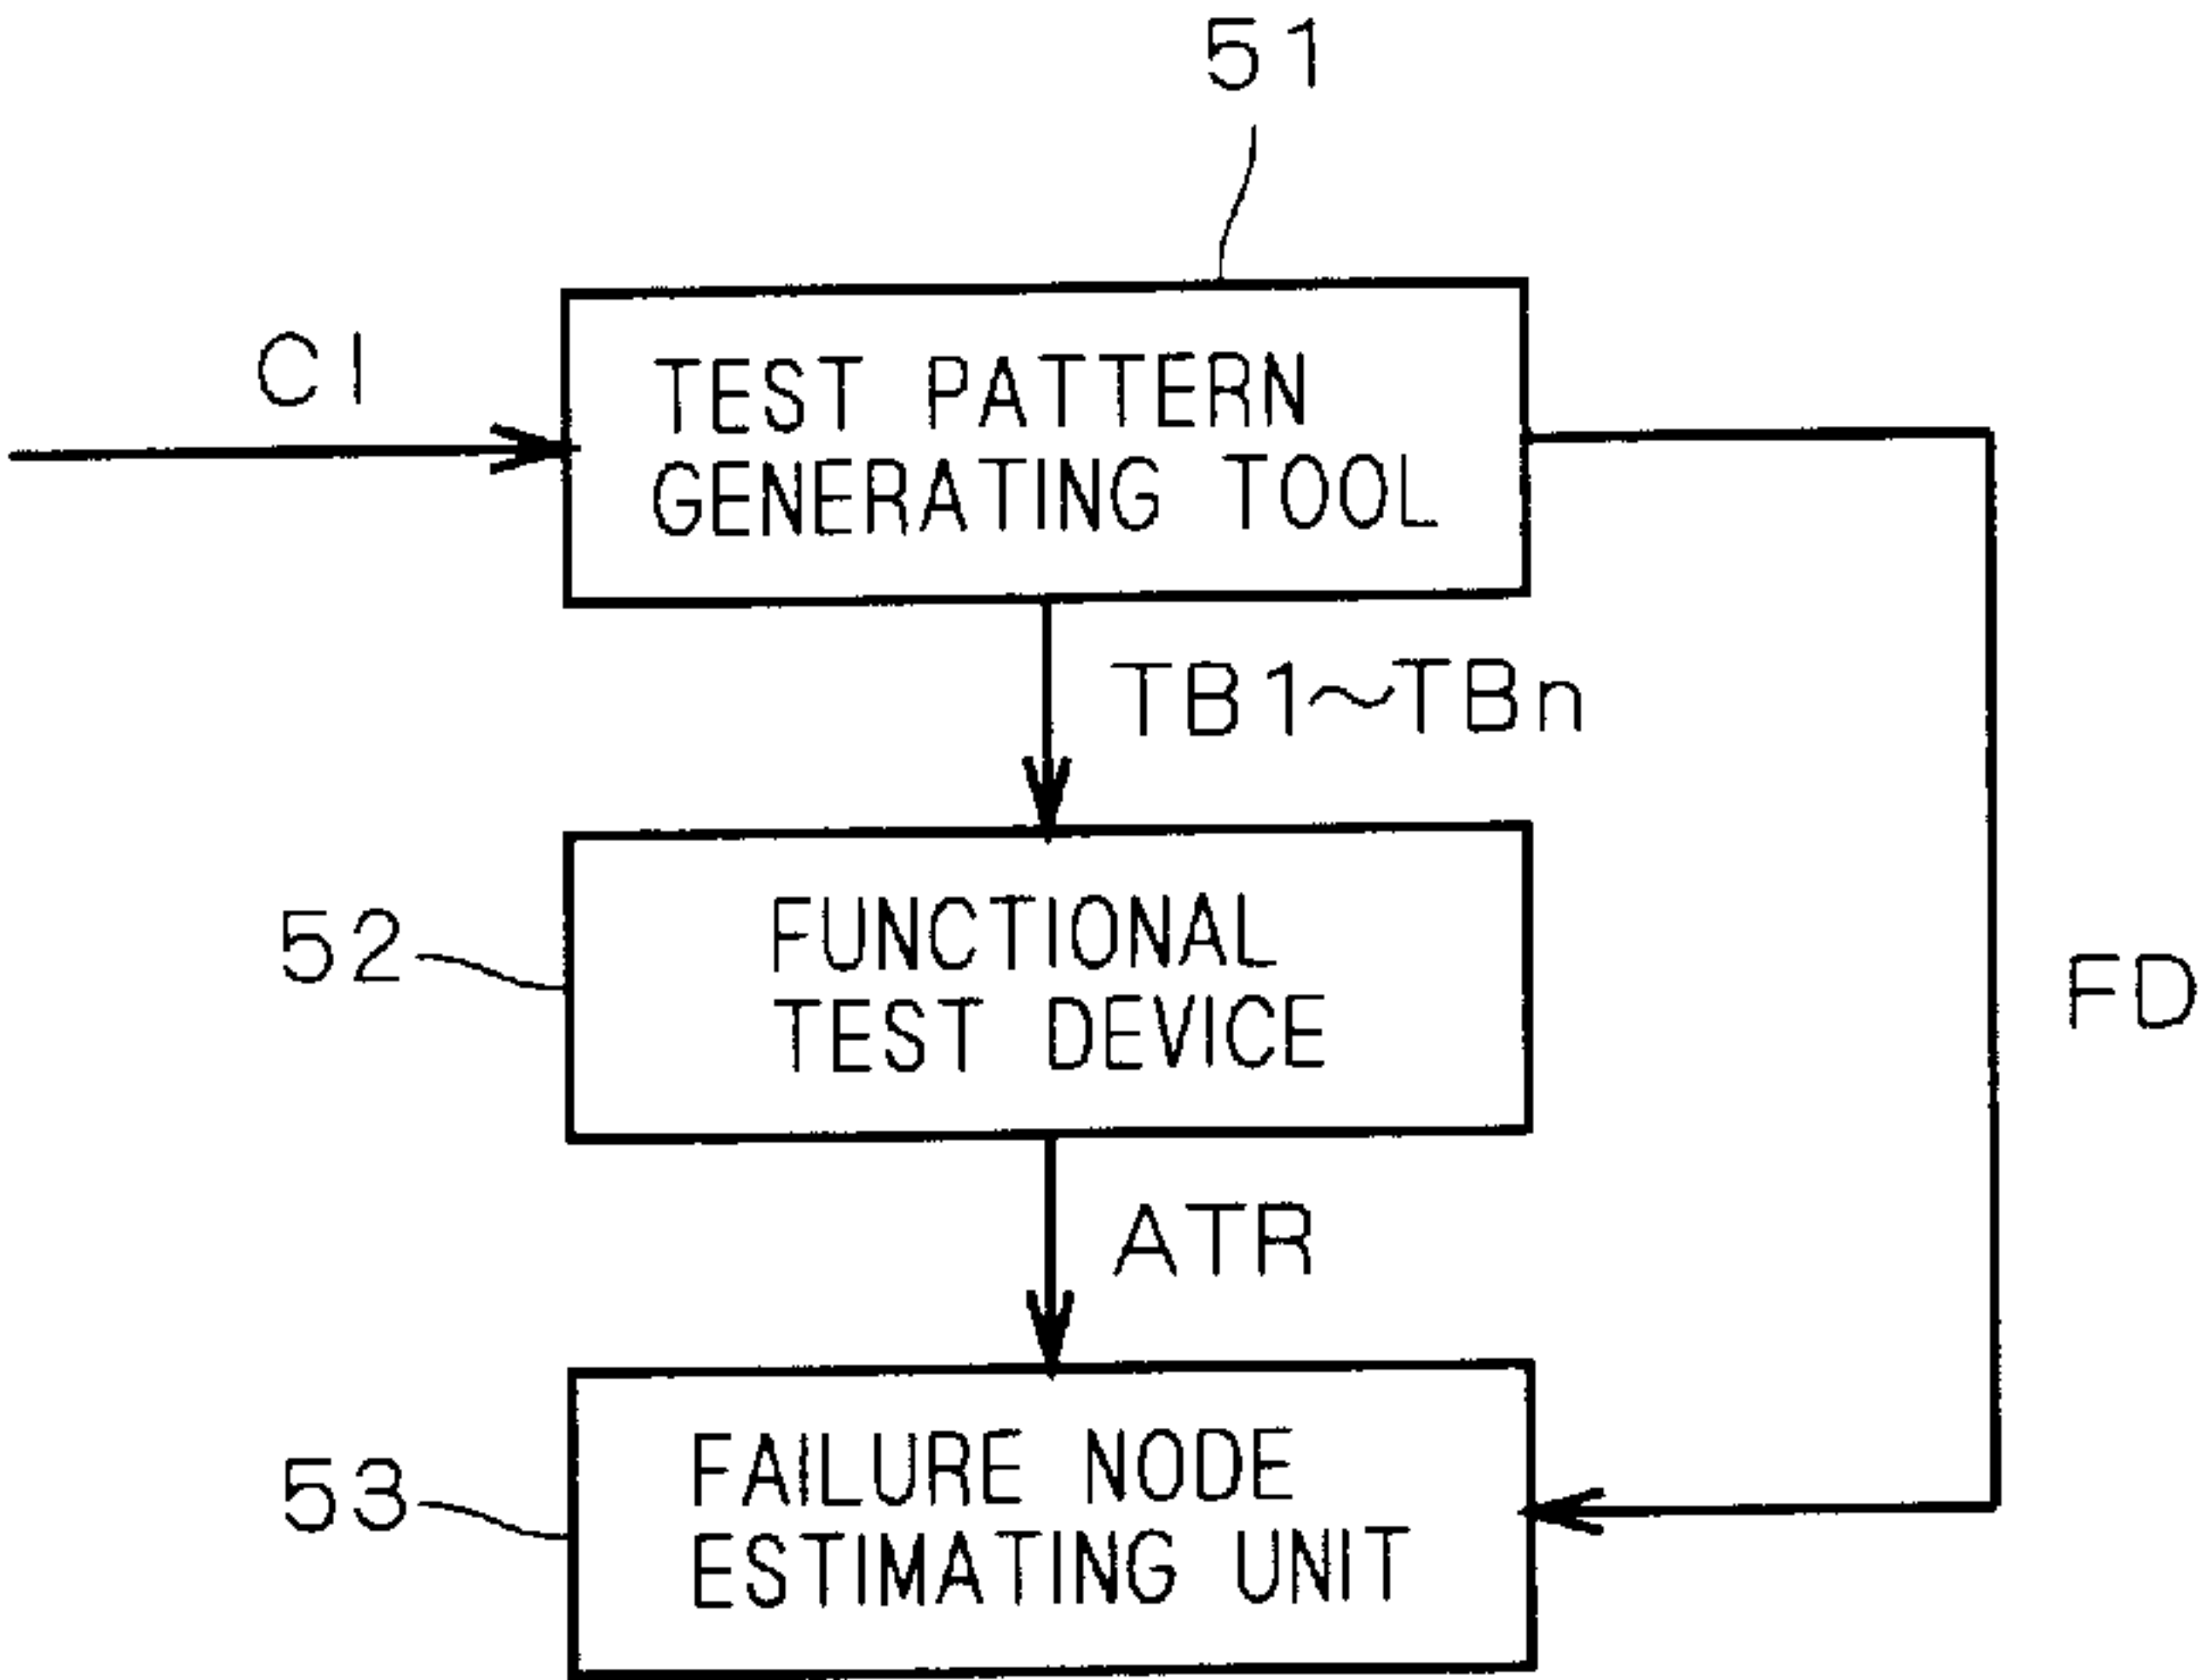 51
CI
TEST PATTERN
GENERATING TOOL
TB1~TBn
52
FUNCTIONAL
TEST DEVICE
FD
ATR
53
FAILURE NODE
ESTIMATING UNIT